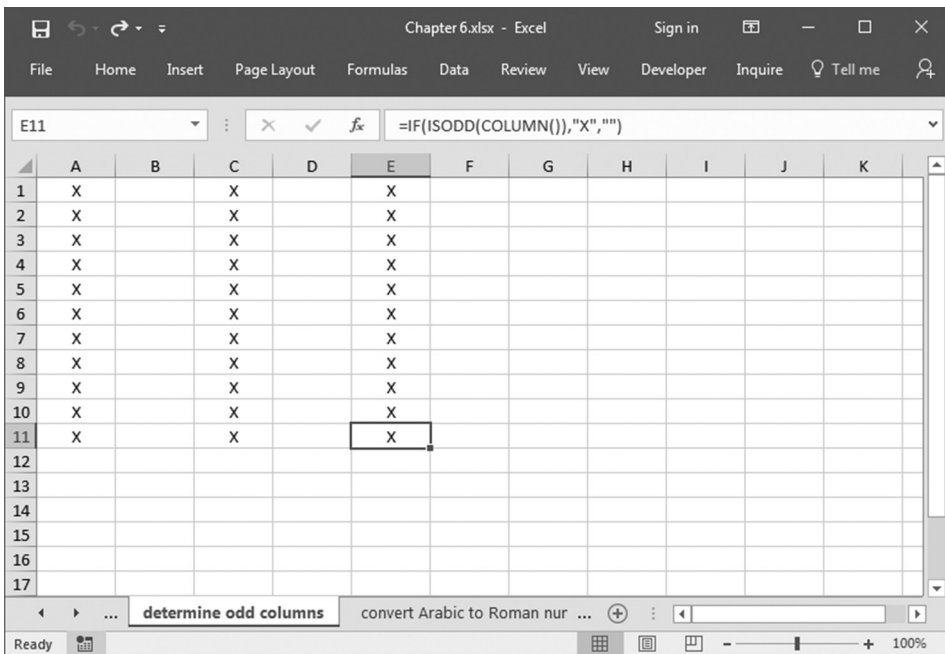 Chapter 6.xlsx - Excel Sign in
File Home Insert Page Layout Formulas Data Review View Developer Inquire Tell me
E11 fx =IF(ISODD(COLUMN()),"X","")
A B C D E F G H I J K
1 X X X
2 X X X
3 X X X
4 X X X
5 X X X
6 X X X
7 X X X
8 X X X
9 X X X
10 X X X
11 X X X
12
13
14
15
16
17
... determine odd columns convert Arabic to Roman nur ...
Ready 100%